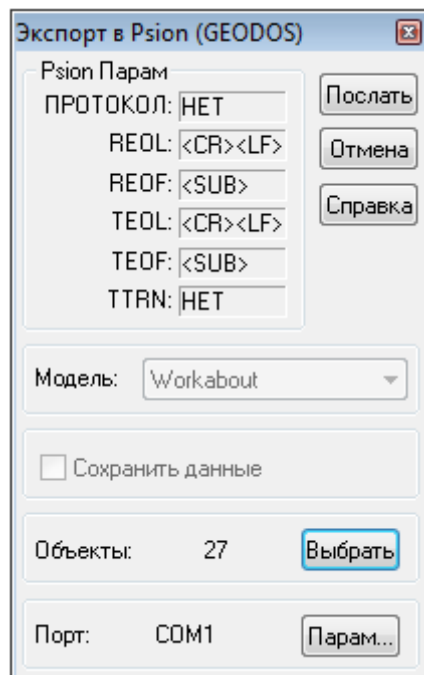 Экспорт в Psion (GEODOS)
Psion Парам
ПРОТОКОЛ: НЕТ
REOL: <CR><LF>
REOF: <SUB>
TEOL: <CR><LF>
TEOF: <SUB>
TTRN: НЕТ
Послать
Отмена
Справка
Модель: Workabout
Сохранить данные
Объекты: 27 Выбрать
Порт: COM1 Парам...